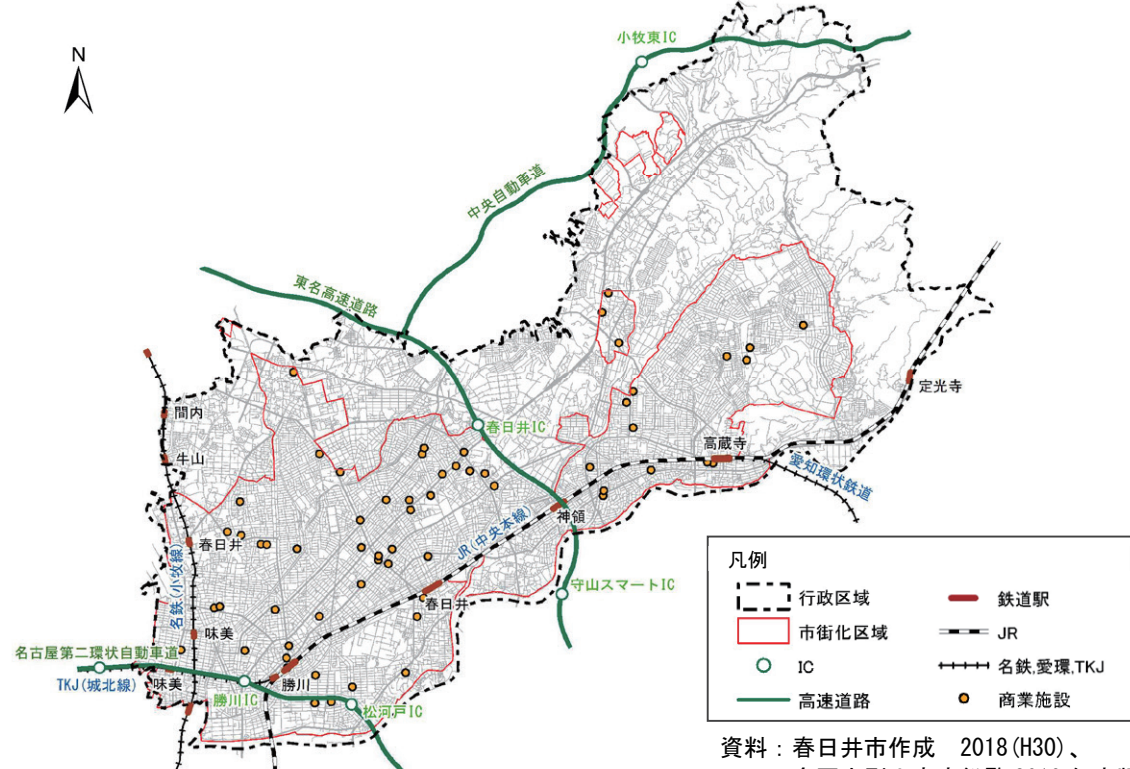 N
小牧東IC
中央自動車道
東名高速道路
間内
牛山
春日井IC
定光寺
高蔵寺
愛知環状鉄道
神領
JR(中央本線)
春日井
名鉄(小牧線)
守山スマートIC
春日井
味美
名古屋第二環状自動車道
TKJ(城北線)
味美
勝川
勝川IC
松河戸IC
凡例
行政区域
鉄道駅
市街化区域
JR
IC
名鉄,愛環,TKJ
高速道路
商業施設
資料：春日井市作成　2018(H30)、